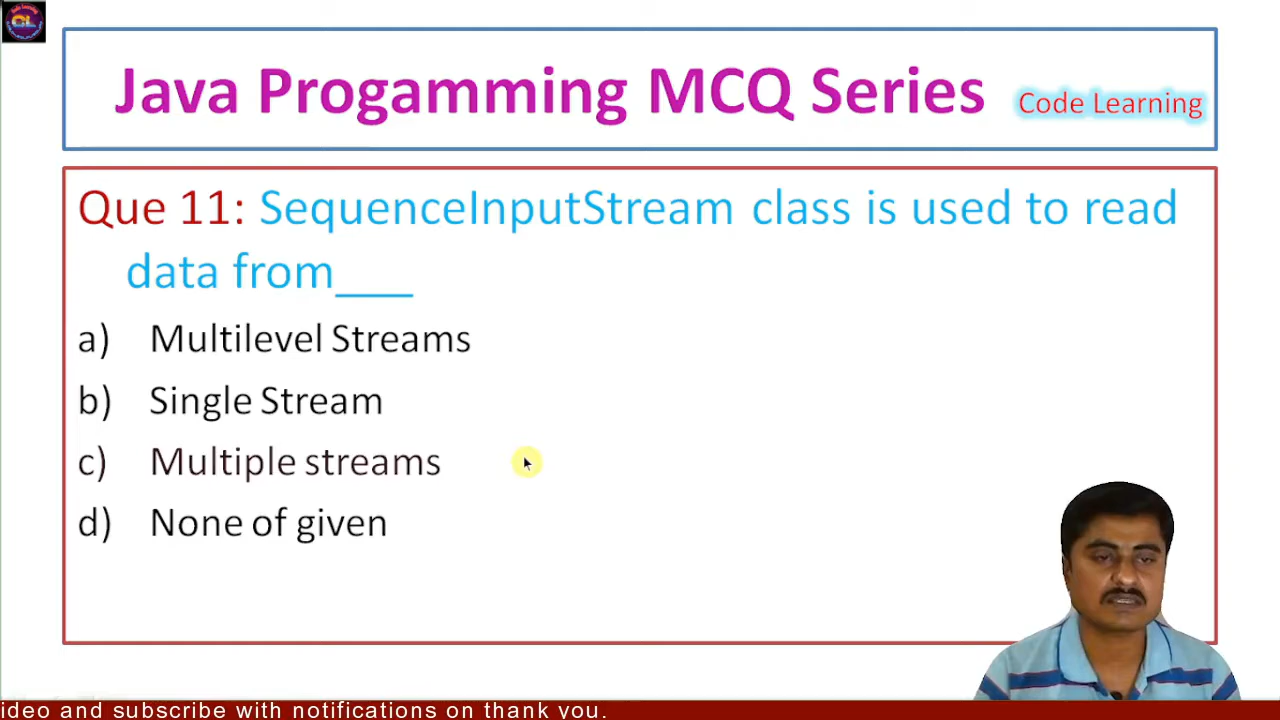 Java Progamming MCQ Series Code Learning
Que 11: SequenceInputStream class is used to read
data from___
a) Multilevel Streams
b) Single Stream
c) Multiple streams
d) None of given
ideo and subscribe with notifications on thank you.